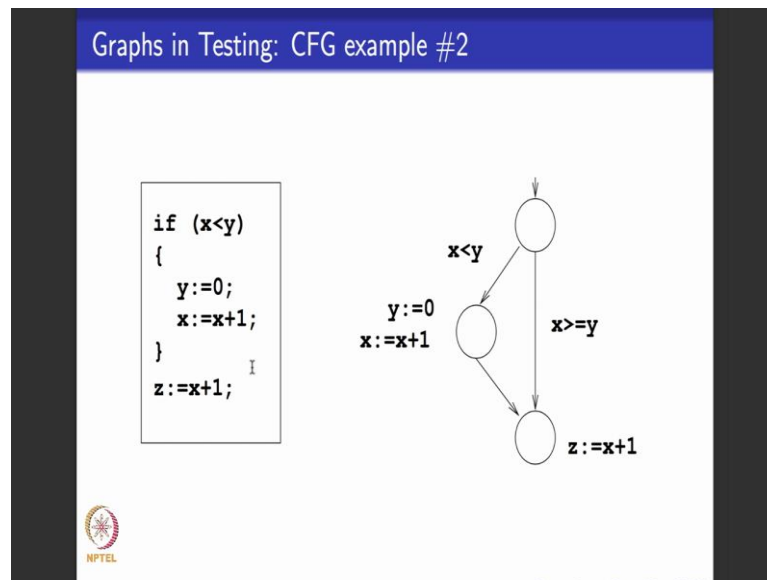 Graphs in Testing: CFG example #2
if (x<y)
{
y:=0;
x:=x+1;
}
z:=x+1;
x<y
y:=0
x:=x+1
x>=y
z:=x+1
NPTEL